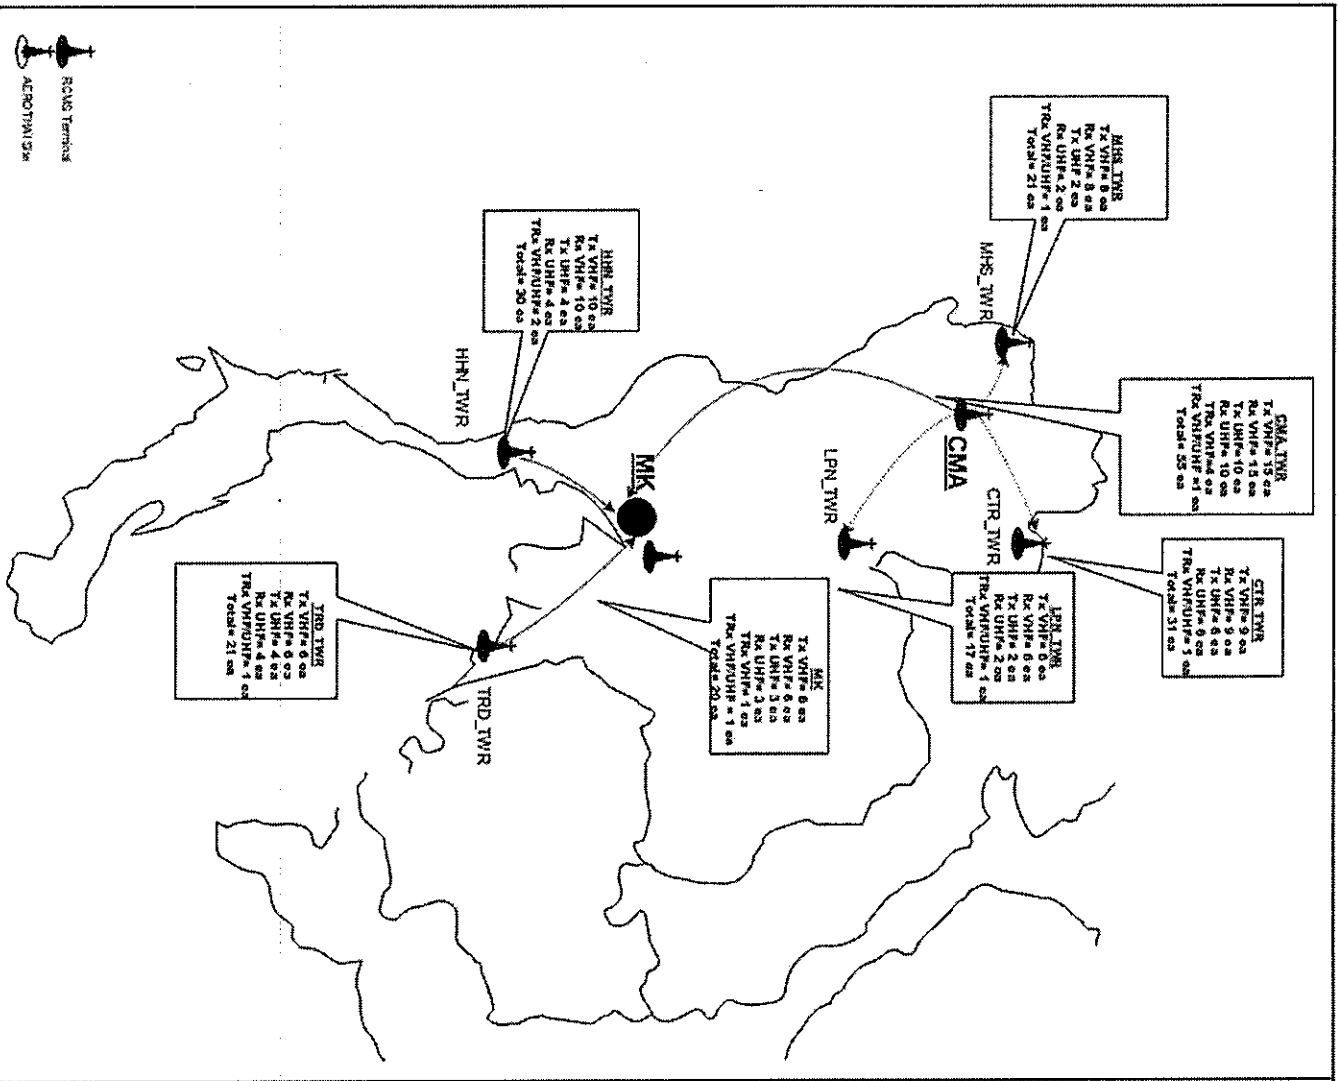 MHS_TWR
Tx VHF= 8 ea
Rx VHF= 8 ea
Tx UHF 2 ea
Rx UHF= 2 ea
TRx VHF/UHF= 1 ea
Total= 21 ea
MHS_TWR
CMA_TWR
Tx VHF= 15 ea
Rx VHF= 15 ea
Tx UHF= 10 ea
Rx UHF= 10 ea
TRx VHF=4 ea
TRx VHF/UHF =1 ea
Total= 55 ea
CMA
CTR_TWR
Tx VHF= 9 ea
Rx VHF= 9 ea
Tx UHF= 6 ea
Rx UHF= 6 ea
TRx VHF/UHF= 1 ea
Total= 31 ea
CTR_TWR
LPN_TWR
LPN_TWR
Tx VHF= 6 ea
Rx VHF= 6 ea
Tx UHF= 2 ea
Rx UHF= 2 ea
TRx VHF/UHF= 1 ea
Total= 17 ea
MK
Tx VHF= 6 ea
Rx VHF= 6 ea
Tx UHF= 3 ea
Rx UHF= 3 ea
TRx VHF= 1 ea
TRx VHF/UHF = 1 ea
Total= 20 ea
MK
HHN_TWR
Tx VHF= 10 ea
Rx VHF= 10 ea
Tx UHF= 4 ea
Rx UHF= 4 ea
TRx VHF/UHF= 2 ea
Total= 30 ea
HHN_TWR
TRD_TWR
Tx VHF= 6 ea
Rx VHF= 6 ea
Tx UHF= 4 ea
Rx UHF= 4 ea
TRx VHF/UHF= 1 ea
Total= 21 ea
TRD_TWR
RCMS Terminal
AEROTHAI Site